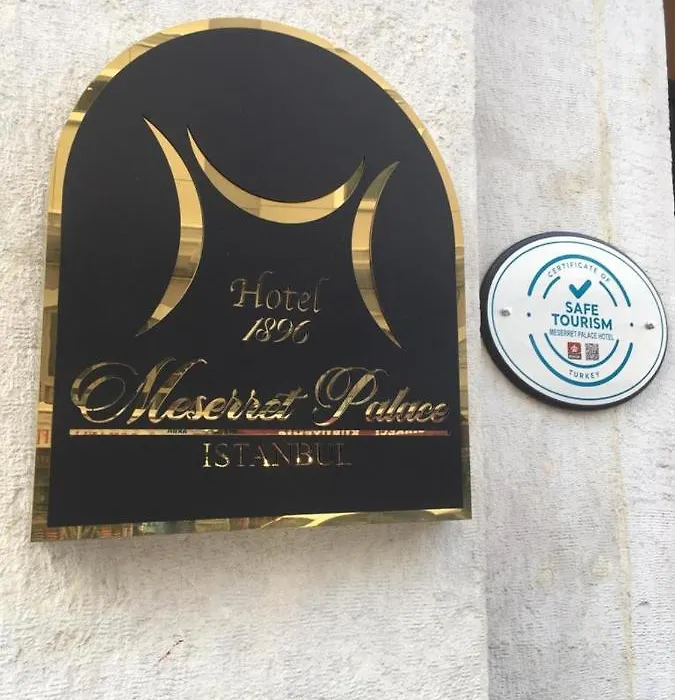 Hotel
1896
Meserret Palace
ISTANBUL
CERTIFICATE OF
SAFE
TOURISM
MESERRET PALACE HOTEL
TURKEY